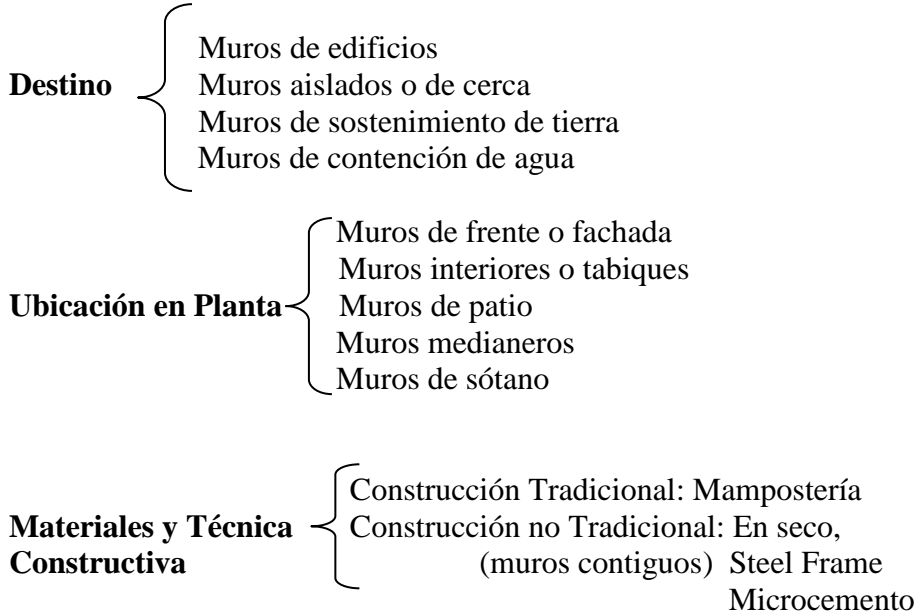 Muros de edificios
Destino Muros aislados o de cerca
Muros de sostenimiento de tierra
Muros de contención de agua
Muros de frente o fachada
Muros interiores o tabiques
Ubicación en Planta Muros de patio
Muros medianeros
Muros de sótano
Construcción Tradicional: Mampostería
Materiales y Técnica Construcción no Tradicional: En seco,
Constructiva (muros contiguos) Steel Frame
Microcemento